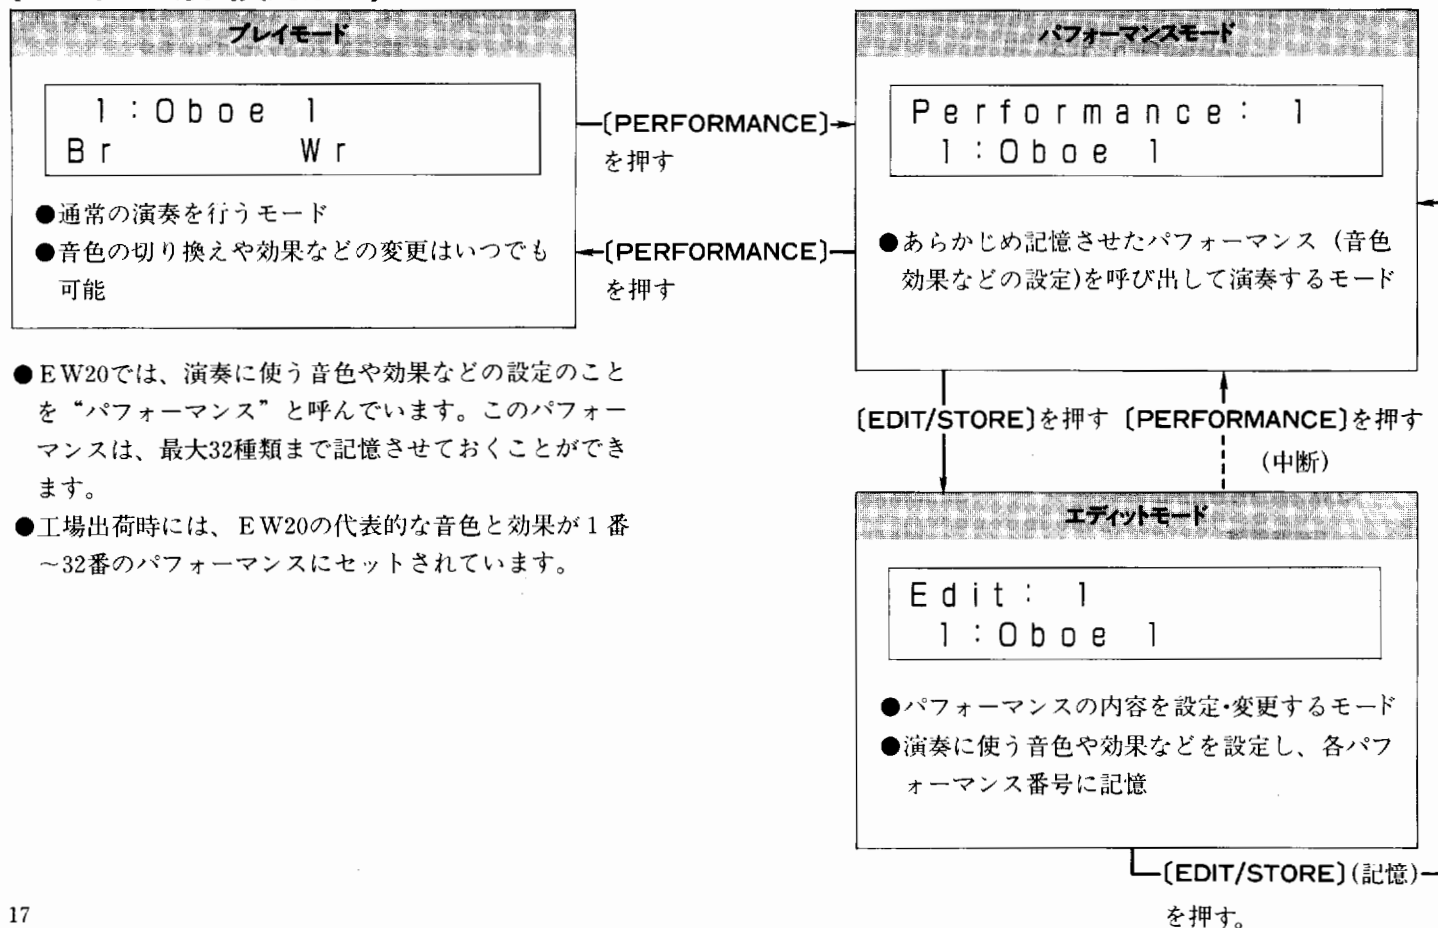 プレイモード
1:Oboe 1
Br Wr
●通常の演奏を行うモード
●音色の切り換えや効果などの変更はいつでも
可能
〔PERFORMANCE〕
を押す
〔PERFORMANCE〕
を押す
パフォーマンスモード
Performance: 1
1:Oboe 1
●あらかじめ記憶させたパフォーマンス (音色
効果などの設定)を呼び出して演奏するモード
●EW20では、演奏に使う音色や効果などの設定のこと
を“パフォーマンス”と呼んでいます。このパフォー
マンスは、最大32種類まで記憶させておくことができ
ます。
●工場出荷時には、EW20の代表的な音色と効果が1番
～32番のパフォーマンスにセットされています。
〔EDIT/STORE〕を押す
〔PERFORMANCE〕を押す
(中断)
エディットモード
Edit: 1
1:Oboe 1
●パフォーマンスの内容を設定・変更するモード
●演奏に使う音色や効果などを設定し、各パフ
ォーマンス番号に記憶
〔EDIT/STORE〕(記憶)
を押す。
17